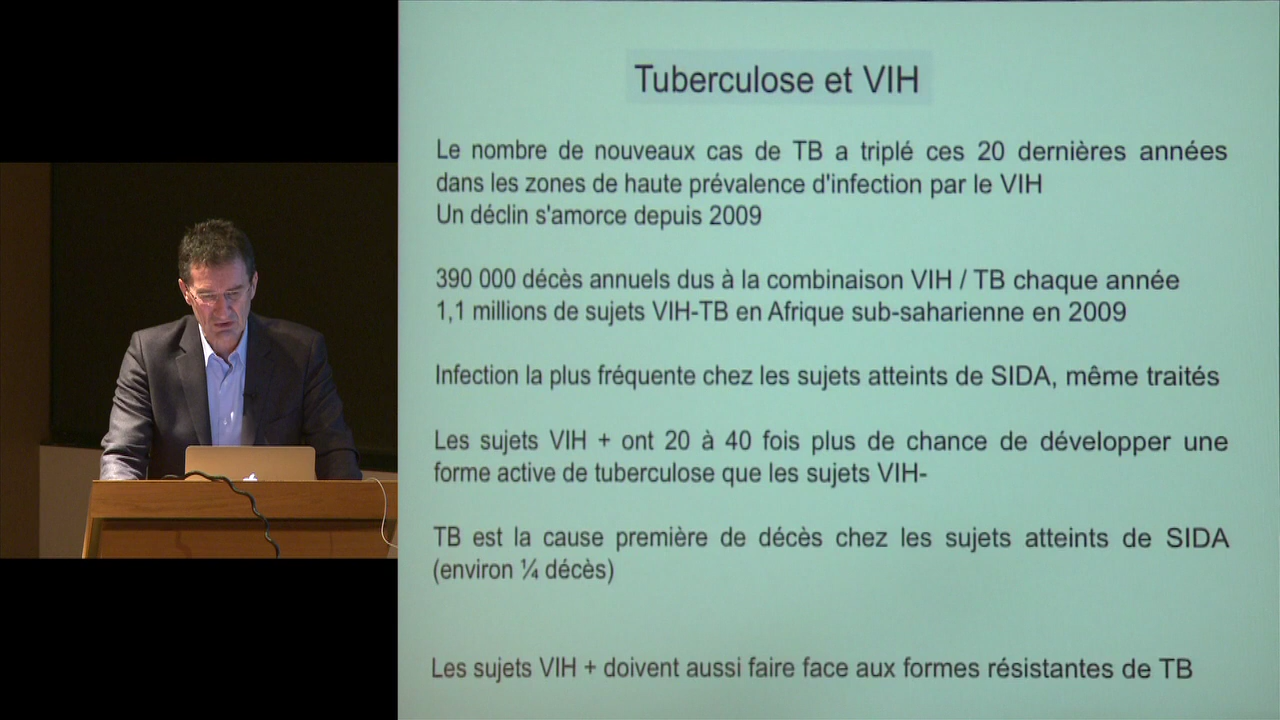 Tuberculose et VIH
Le nombre de nouveaux cas de TB a triplé ces 20 dernières années
dans les zones de haute prévalence d'infection par le VIH
Un déclin s'amorce depuis 2009
390 000 décès annuels dus à la combinaison VIH / TB chaque année
1,1 millions de sujets VIH-TB en Afrique sub-saharienne en 2009
Infection la plus fréquente chez les sujets atteints de SIDA, même traités
Les sujets VIH + ont 20 à 40 fois plus de chance de développer une
forme active de tuberculose que les sujets VIH-
TB est la cause première de décès chez les sujets atteints de SIDA
(environ ¼ décès)
Les sujets VIH + doivent aussi faire face aux formes résistantes de TB